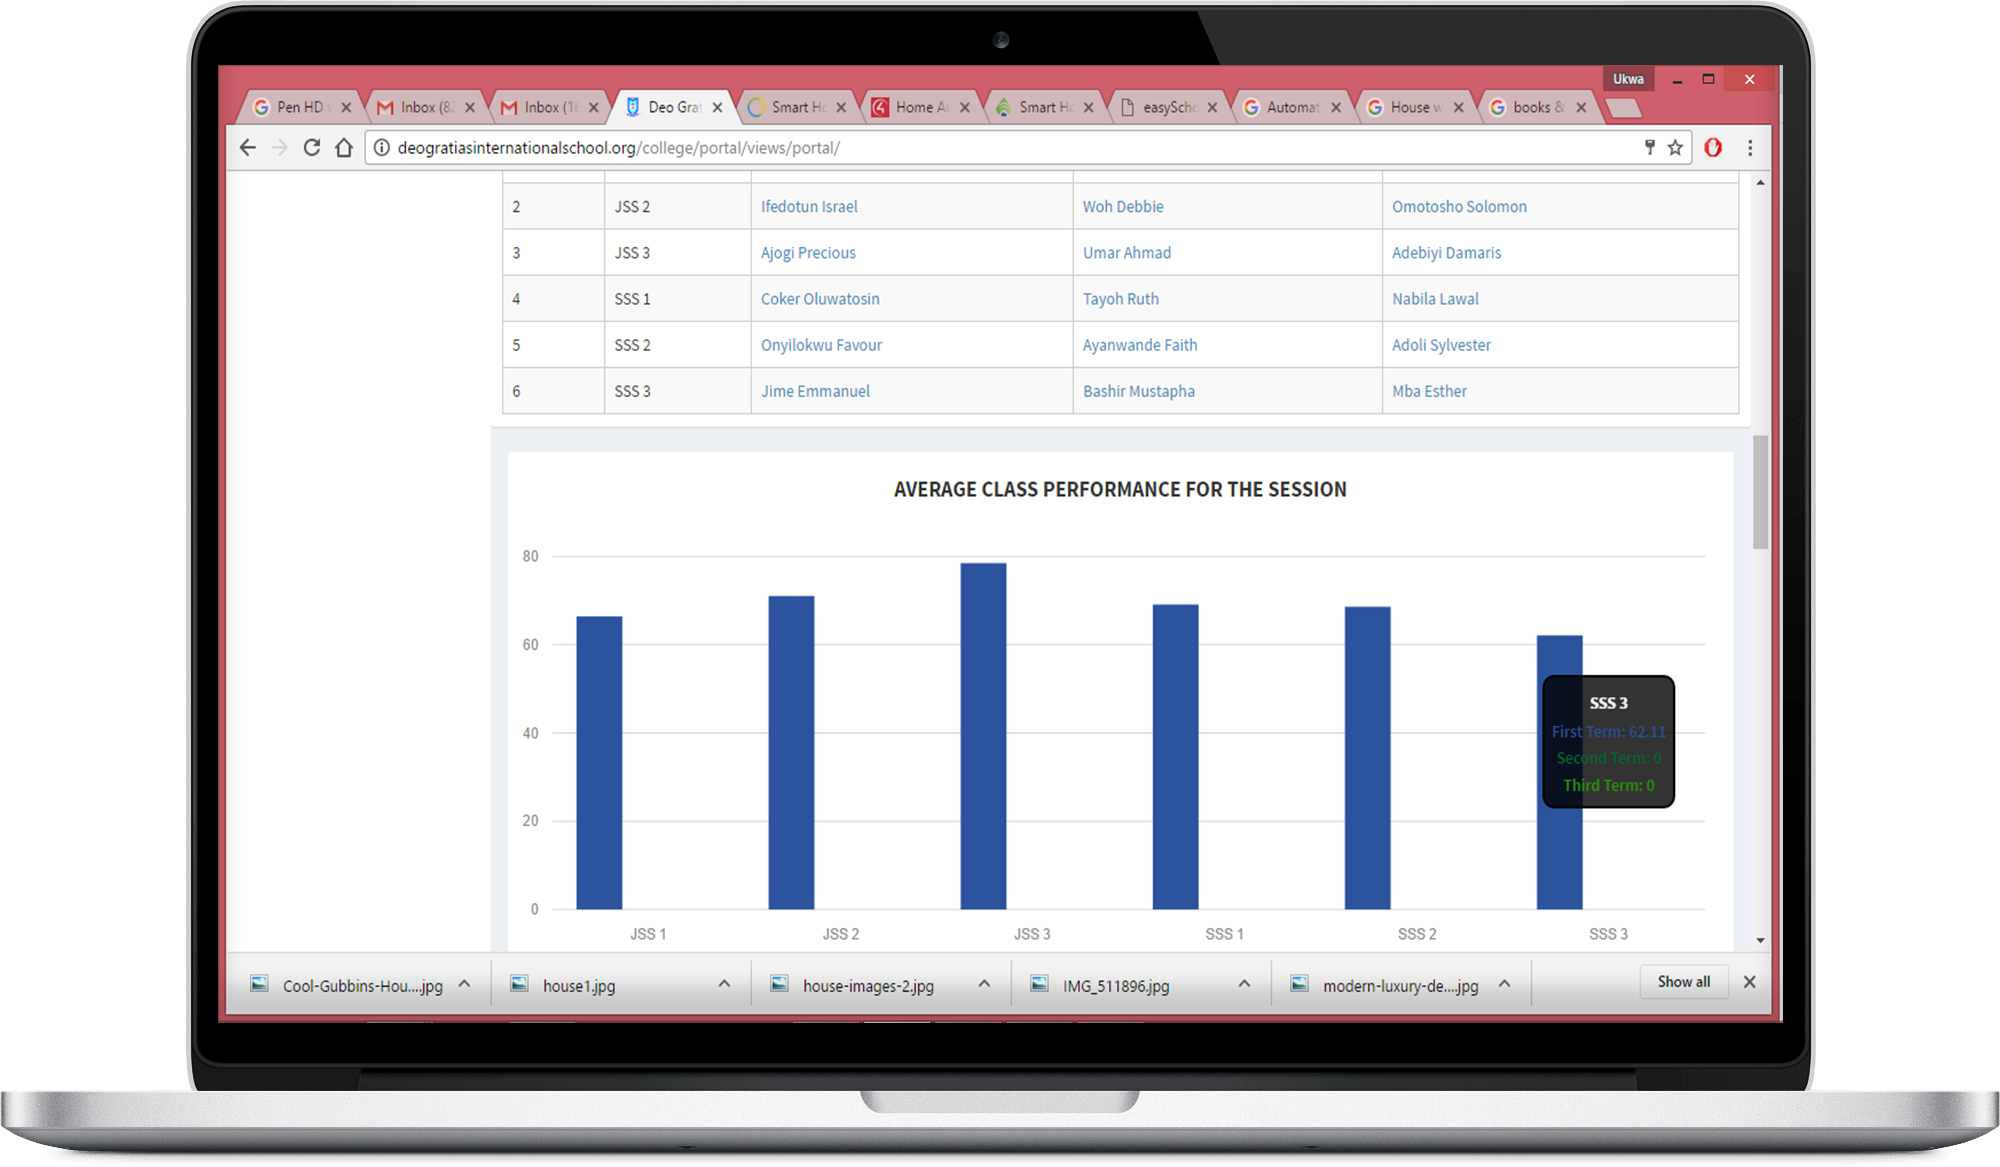 Ukwa
Pen HD
Inbox (8
Inbox (1
Deo Grat
Smart Ho
Home Au
Smart Ho
easyScho
Automat
House w
books &
deogratiasinternationalschool.org/college/portal/views/portal/
2 JSS 2 Ifedotun Israel Woh Debbie Omotosho Solomon
3 JSS 3 Ajogi Precious Umar Ahmad Adebiyi Damaris
4 SSS 1 Coker Oluwatosin Tayoh Ruth Nabila Lawal
5 SSS 2 Onyilokwu Favour Ayanwande Faith Adoli Sylvester
6 SSS 3 Jime Emmanuel Bashir Mustapha Mba Esther
AVERAGE CLASS PERFORMANCE FOR THE SESSION
80
60
40
20
0
SSS 3
First Term: 62.11
Second Term: 0
Third Term: 0
JSS 1 JSS 2 JSS 3 SSS 1 SSS 2 SSS 3
Cool-Gubbins-Hou....jpg
house1.jpg
house-images-2.jpg
IMG_511896.jpg
modern-luxury-de....jpg
Show all